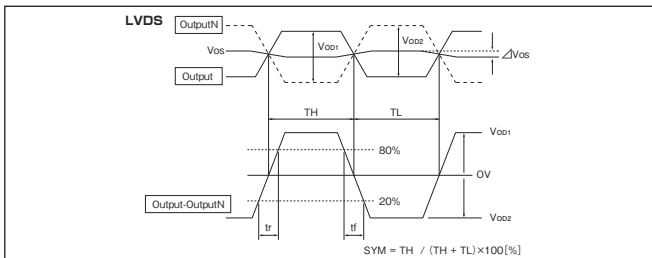 LVDS
OutputN
Vos
VOD1
VOD2
⊿Vos
Output
TH
TL
VOD1
80%
0V
Output-OutputN
20%
VOD2
tr
tf
SYM = TH / (TH + TL)×100[%]